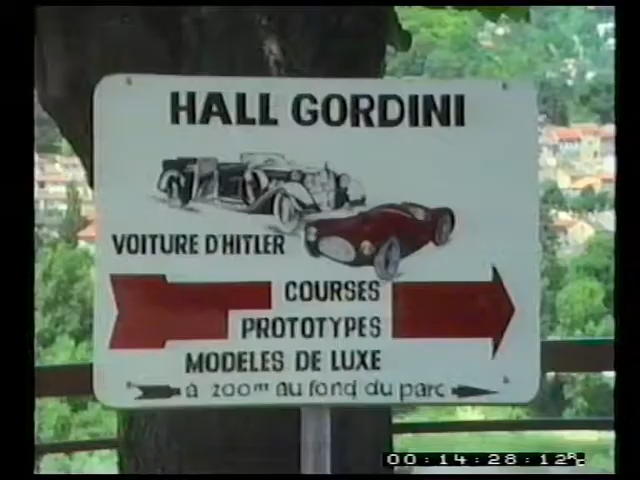 HALL GORDINI
VOITURE D'HITLER
COURSES
PROTOTYPES
MODELES DE LUXE
à 200m au fond du parc
00:14:28:12